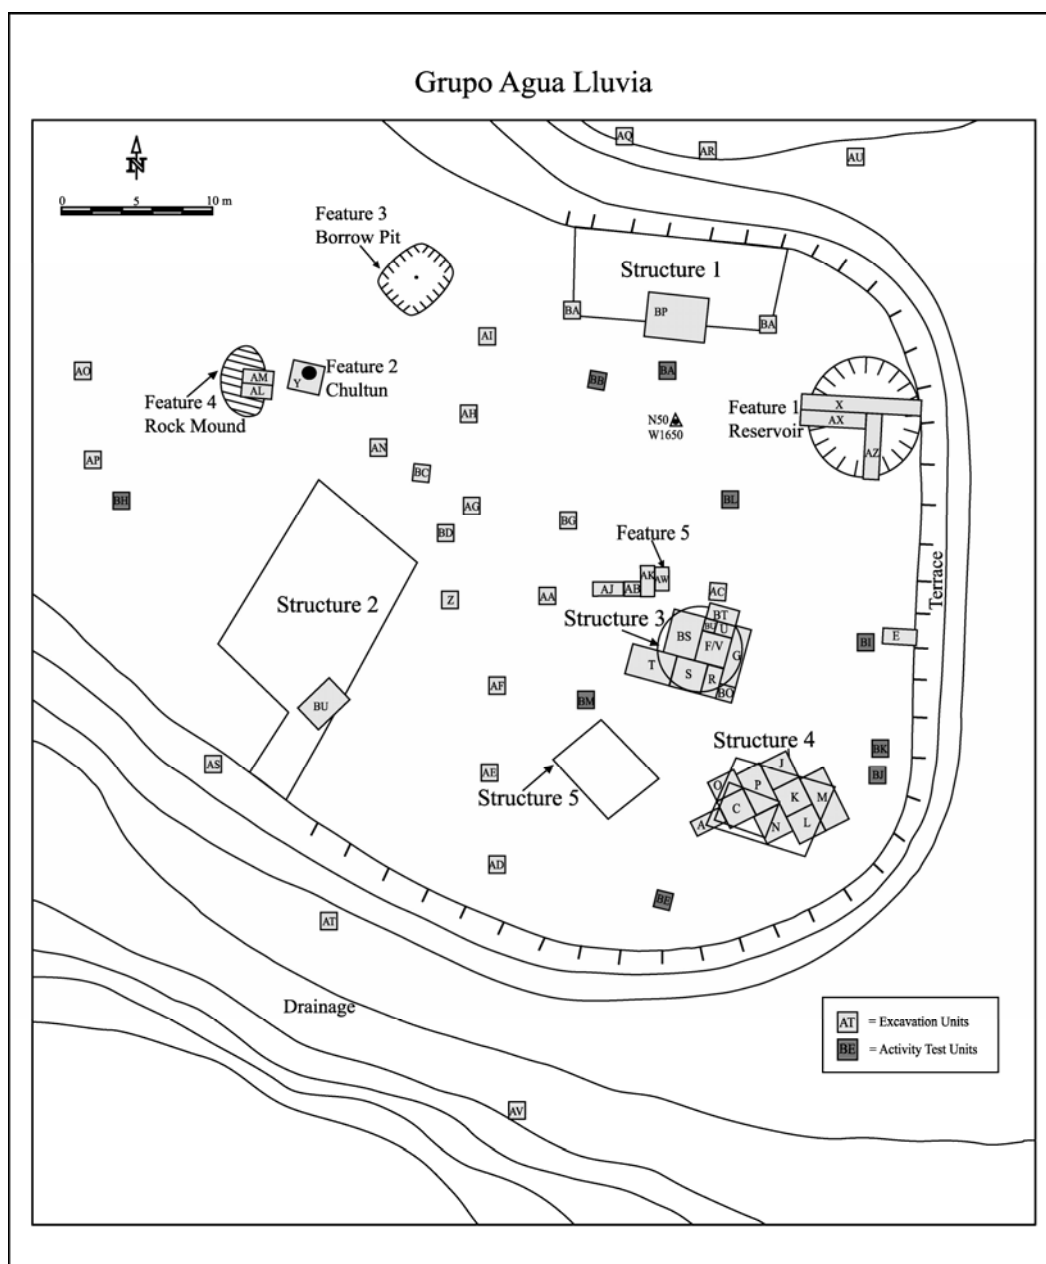 Grupo Agua Lluvia
AQ
AR
AU
N
0 5 10 m
Feature 3
Borrow Pit
Structure 1
BA
BP
BA
AI
AO
AM
AL
Y
Feature 2
Chultun
BB
BA
Feature 4
Rock Mound
AH
N50
W1650
Feature 1
Reservoir
X
AX
AZ
AP
AN
BC
BH
AG
BG
BL
BD
Feature 5
Terrace
Structure 2
Z
AA
AJ
AB
AK
AW
AC
Structure 3
BT
BU
U
BS
F/V
G
T
S
R
BO
BI
E
AF
BM
BU
AS
AE
Structure 5
Structure 4
BK
BJ
J
O
P
C
K
M
A
N
L
AD
BE
AT
Drainage
AT = Excavation Units
BE = Activity Test Units
AV